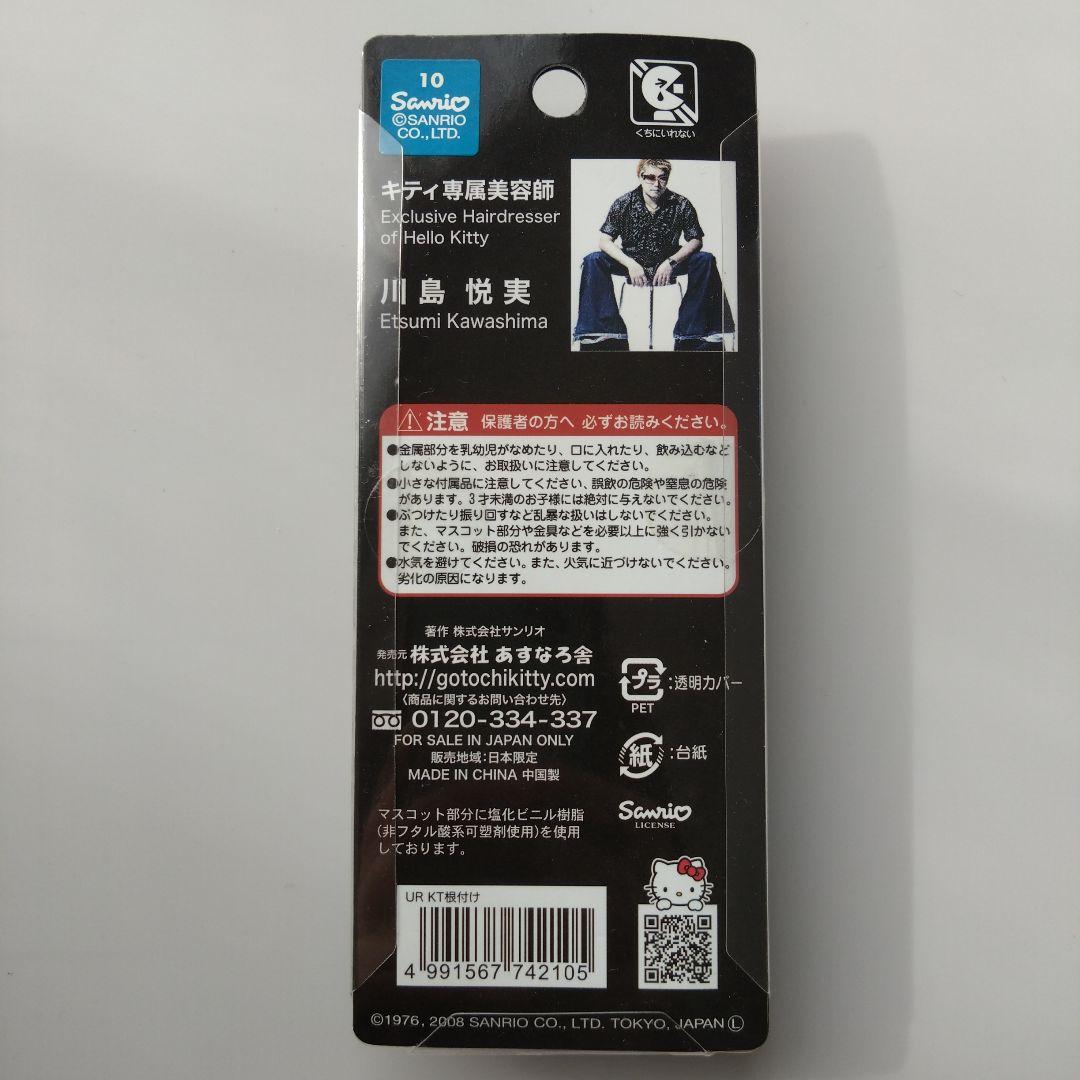 10
Sanrio
©SANRIO
CO.,LTD.
くちにいれない
キティ専属美容師
Exclusive Hairdresser
of Hello Kitty
川島 悦実
Etsumi Kawashima
注意 保護者の方へ 必ずお読みください。
●金属部分を乳幼児がなめたり、口に入れたり、飲み込むなど
しないように、お取扱いに注意してください。
●小さな付属品に注意してください、誤飲の危険や窒息の危険
があります。3才未満のお子様には絶対に与えないでください。
●ぶつけたり振り回すなど乱暴な扱いはしないでください。
また、マスコット部分や金具などを必要以上に強く引かない
でください。破損の恐れがあります。
●水気を避けてください。また、火気に近づけないでください。
劣化の原因になります。
著作 株式会社サンリオ
発売元 株式会社 あすなろ舎
http://gotochikitty.com
〈商品に関するお問い合わせ先〉
0120-334-337
FOR SALE IN JAPAN ONLY
販売地域:日本限定
MADE IN CHINA 中国製
マスコット部分に塩化ビニル樹脂
(非フタル酸系可塑剤使用)を使用
しております。
プラ:透明カバー
PET
紙:台紙
Sanrio
LICENSE
UR KT根付け
4 991567 742105
©1976, 2008 SANRIO CO., LTD. TOKYO, JAPAN Ⓛ